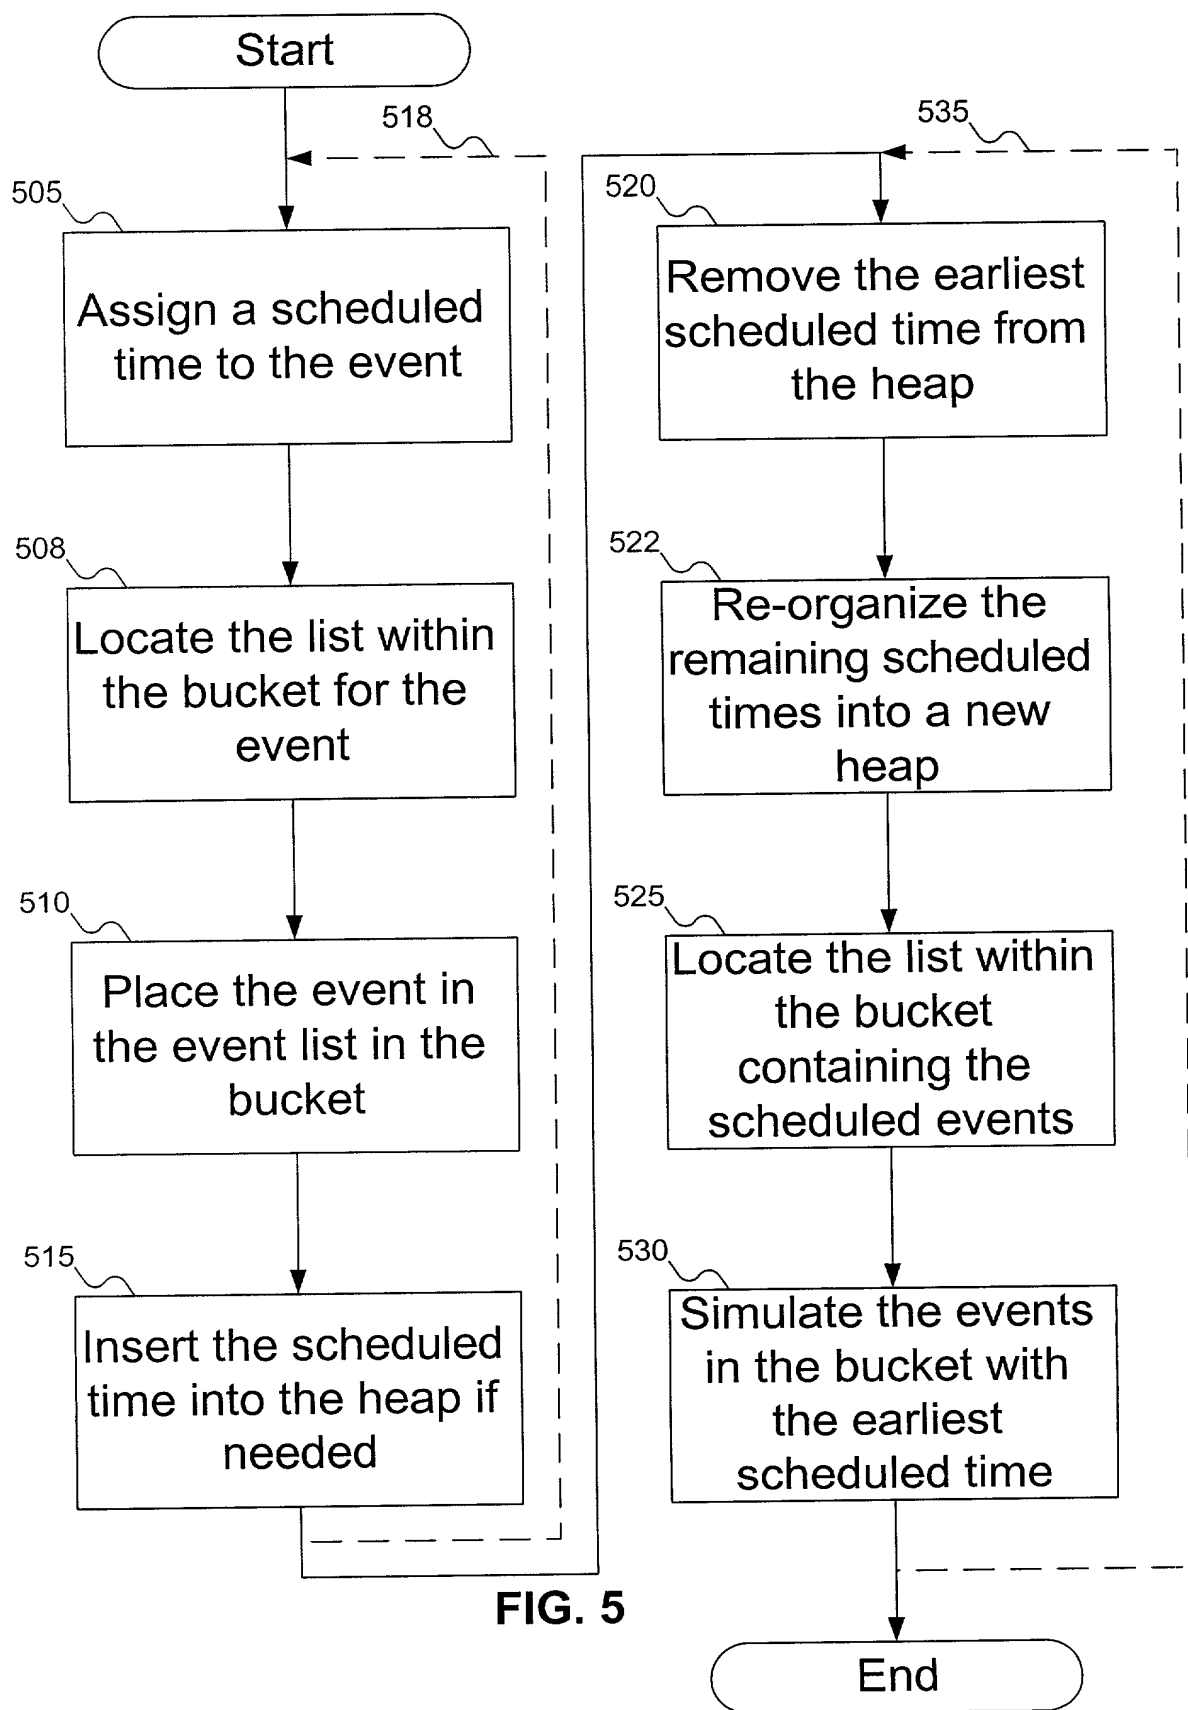 Start
518
505
Assign a scheduled
time to the event
508
Locate the list within
the bucket for the
event
510
Place the event in
the event list in the
bucket
515
Insert the scheduled
time into the heap if
needed
535
520
Remove the earliest
scheduled time from
the heap
522
Re-organize the
remaining scheduled
times into a new
heap
525
Locate the list within
the bucket
containing the
scheduled events
530
Simulate the events
in the bucket with
the earliest
scheduled time
FIG. 5
End